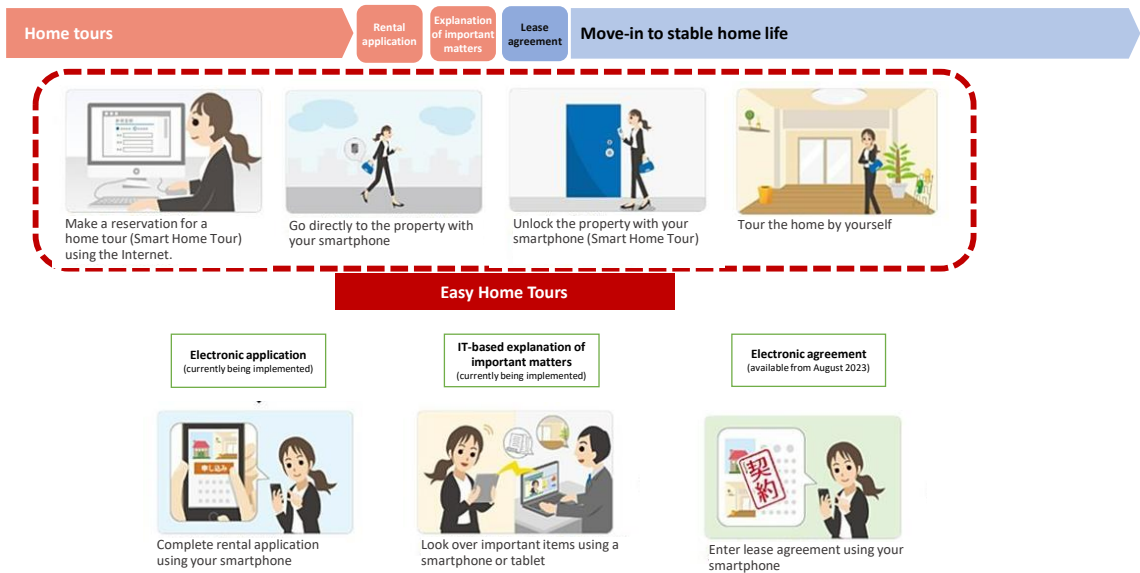 Home tours
Rental
application
Explanation
of important
matters
Lease
agreement
Move-in to stable home life
Make a reservation for a
home tour (Smart Home Tour)
using the Internet.
Go directly to the property with
your smartphone
Unlock the property with your
smartphone (Smart Home Tour)
Tour the home by yourself
Easy Home Tours
Electronic application
(currently being implemented)
IT-based explanation of
important matters
(currently being implemented)
Electronic agreement
(available from August 2023)
申し込み
契約
Complete rental application
using your smartphone
Look over important items using a
smartphone or tablet
Enter lease agreement using your
smartphone